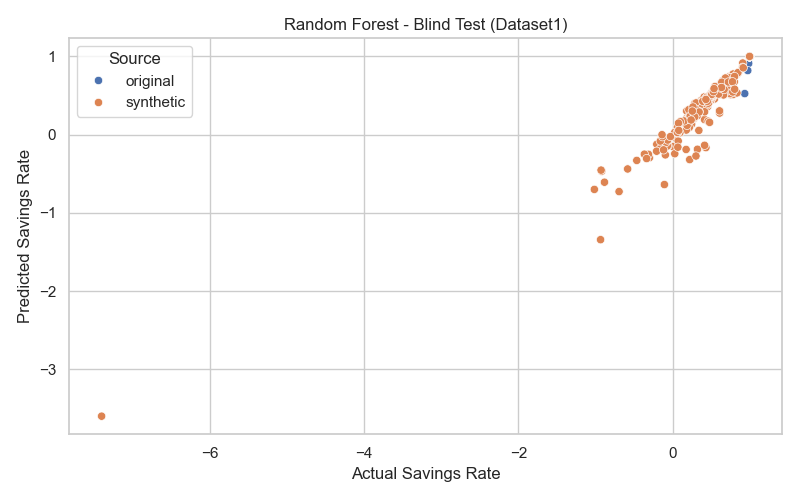 Random Forest - Blind Test (Dataset1)
Source
original
synthetic
Predicted Savings Rate
1
0
−1
−2
−3
−6
−4
−2
0
Actual Savings Rate